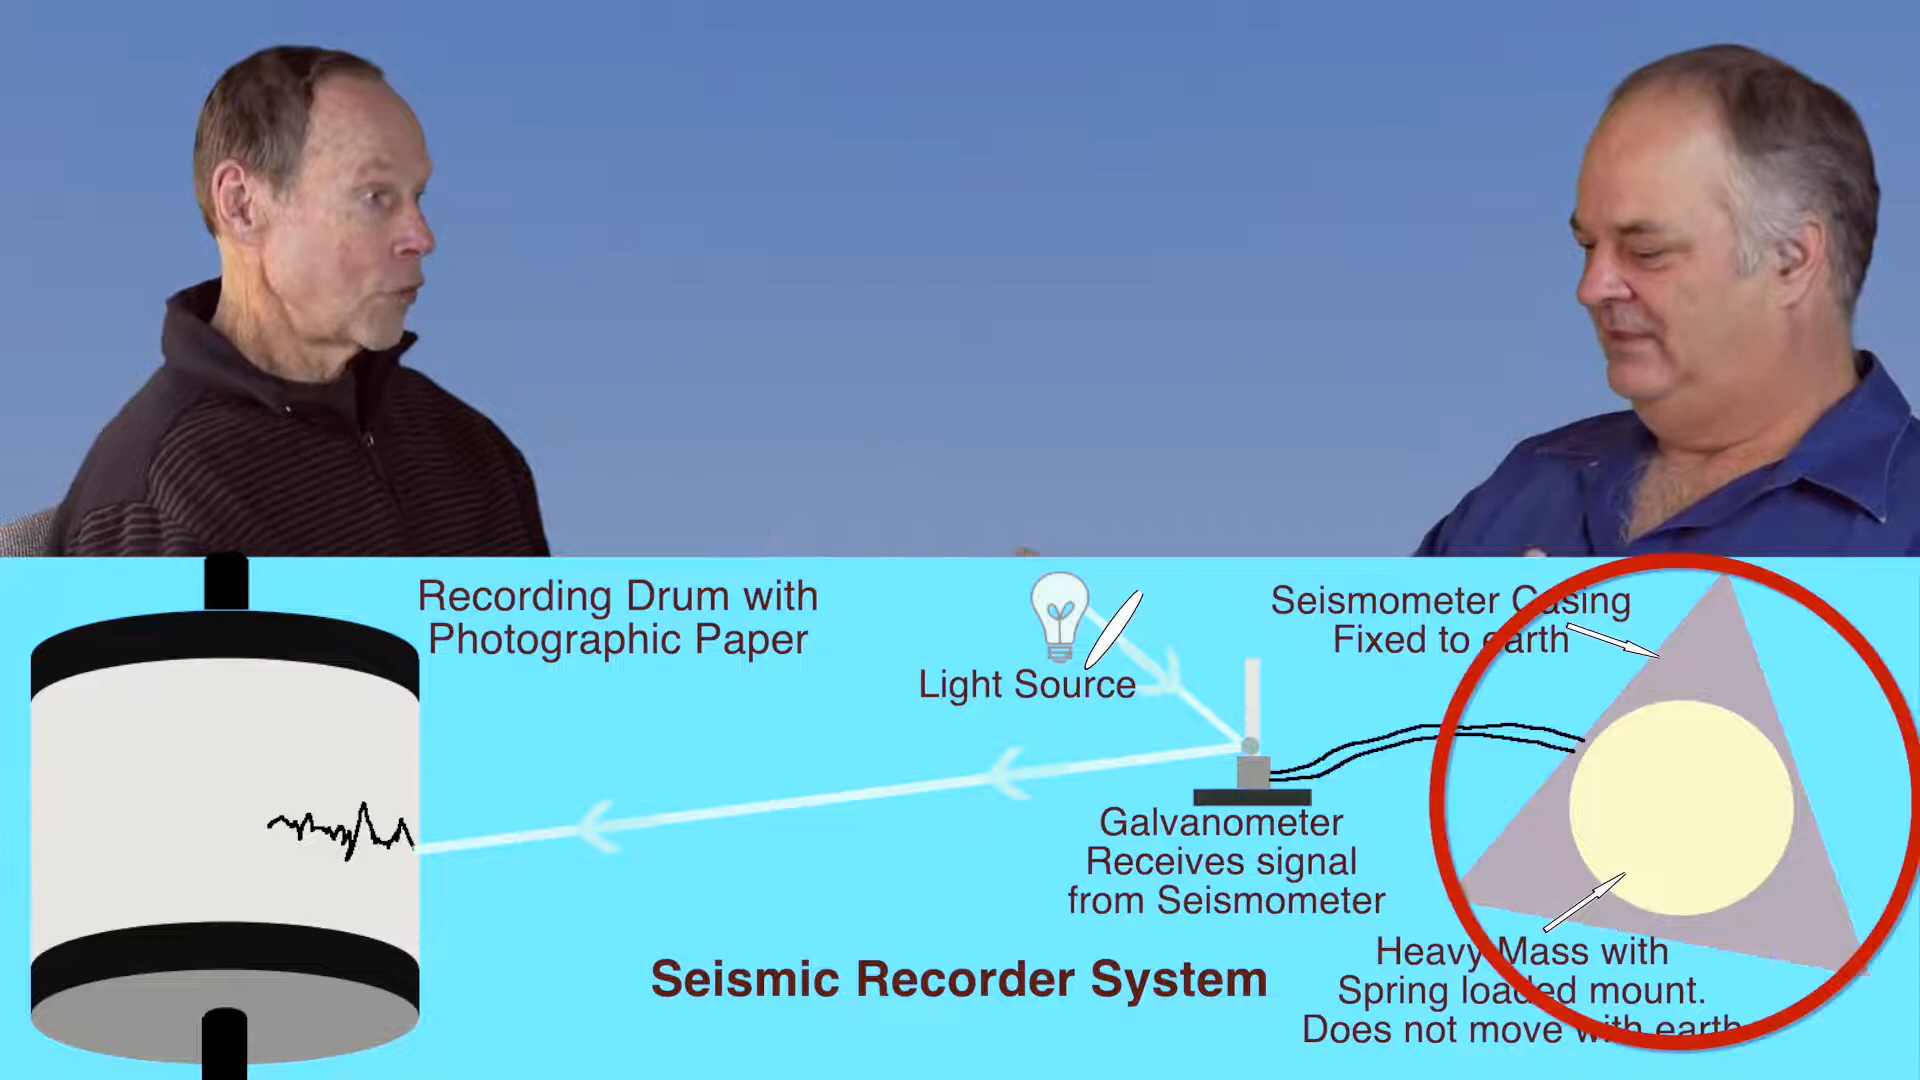 Recording Drum with
Photographic Paper
Light Source
Seismometer Casing
Fixed to earth
Galvanometer
Receives signal
from Seismometer
Heavy Mass with
Spring loaded mount.
Does not move with earth
Seismic Recorder System